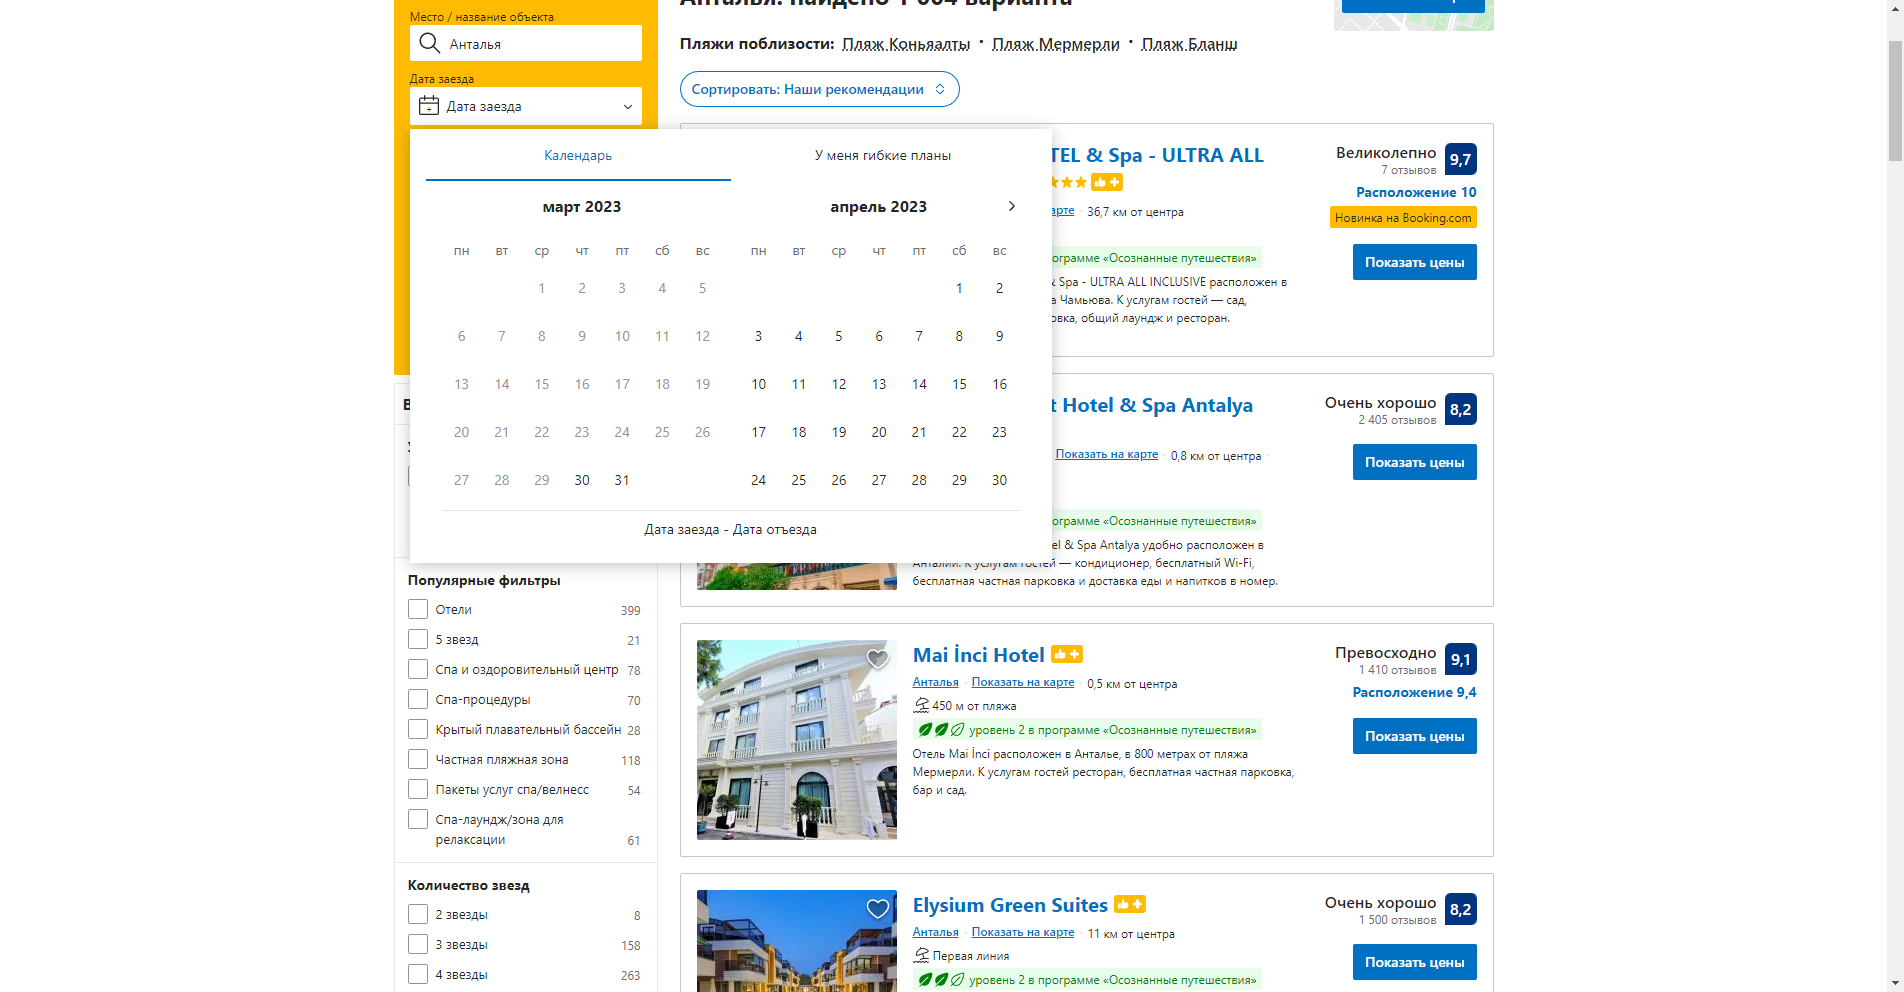 Место / название объекта
Анталья
Дата заезда
Дата заезда
Календарь
У меня гибкие планы
март 2023
апрель 2023
пн вт ср чт пт сб вс
пн вт ср чт пт сб вс
1 2 3 4 5
1 2
6 7 8 9 10 11 12
3 4 5 6 7 8 9
13 14 15 16 17 18 19
10 11 12 13 14 15 16
20 21 22 23 24 25 26
17 18 19 20 21 22 23
27 28 29 30 31
24 25 26 27 28 29 30
Дата заезда - Дата отъезда
Популярные фильтры
Отели 399
5 звезд 21
Спа и оздоровительный центр 78
Спа-процедуры 70
Крытый плавательный бассейн 28
Частная пляжная зона 118
Пакеты услуг спа/велнесс 54
Спа-лаундж/зона для
релаксации 61
Количество звезд
2 звезды 8
3 звезды 158
4 звезды 263
Анталья: найдено 1 004 варианта
Пляжи поблизости: Пляж Коньяалты · Пляж Мермерли · Пляж Бланш
Сортировать: Наши рекомендации
TEL & Spa - ULTRA ALL
арте · 36,7 км от центра
ограмме «Осознанные путешествия»
& Spa - ULTRA ALL INCLUSIVE расположен в
а Чамьюва. К услугам гостей — сад,
овка, общий лаундж и ресторан.
Великолепно 9,7
7 отзывов
Расположение 10
Новинка на Booking.com
Показать цены
t Hotel & Spa Antalya
Показать на карте · 0,8 км от центра ·
ограмме «Осознанные путешествия»
el & Spa Antalya удобно расположен в
Анталии. К услугам гостей — кондиционер, бесплатный Wi-Fi,
бесплатная частная парковка и доставка еды и напитков в номер.
Очень хорошо 8,2
2 405 отзывов
Показать цены
Mai İnci Hotel
Анталья · Показать на карте · 0,5 км от центра
450 м от пляжа
уровень 2 в программе «Осознанные путешествия»
Отель Mai İnci расположен в Анталье, в 800 метрах от пляжа
Мермерли. К услугам гостей ресторан, бесплатная частная парковка,
бар и сад.
Превосходно 9,1
1 410 отзывов
Расположение 9,4
Показать цены
Elysium Green Suites
Анталья · Показать на карте · 11 км от центра
Первая линия
уровень 2 в программе «Осознанные путешествия»
Очень хорошо 8,2
1 500 отзывов
Показать цены